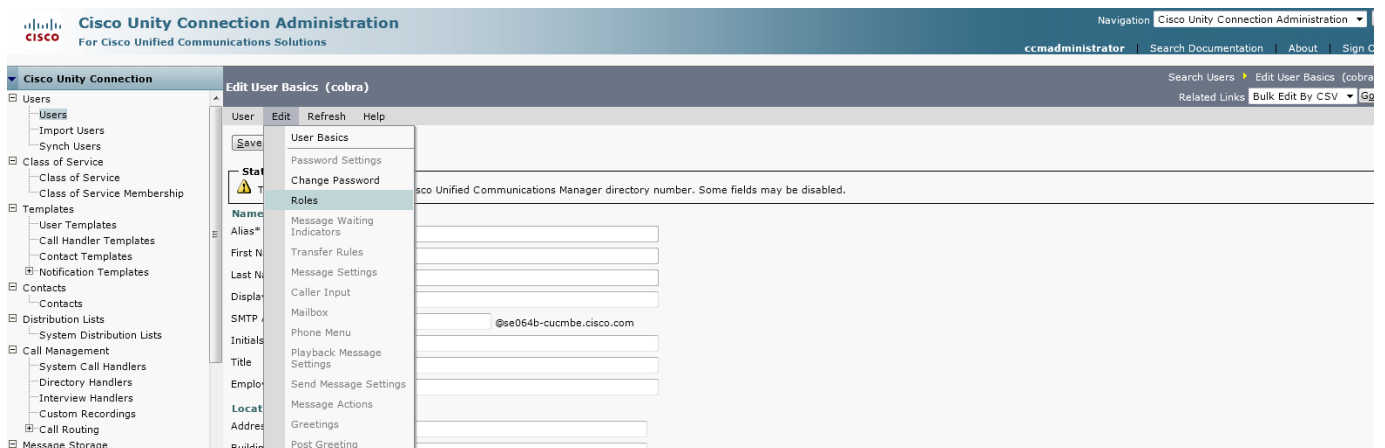 cisco
Cisco Unity Connection Administration
For Cisco Unified Communications Solutions
Navigation Cisco Unity Connection Administration
ccmadministrator | Search Documentation | About | Sign O
Cisco Unity Connection
Users
Users
Import Users
Synch Users
Class of Service
Class of Service
Class of Service Membership
Templates
User Templates
Call Handler Templates
Contact Templates
Notification Templates
Contacts
Contacts
Distribution Lists
System Distribution Lists
Call Management
System Call Handlers
Directory Handlers
Interview Handlers
Custom Recordings
Call Routing
Message Storage
Edit User Basics (cobra)
Search Users Edit User Basics (cobra
Related Links Bulk Edit By CSV Go
User Edit Refresh Help
Save
Stat
T
sco Unified Communications Manager directory number. Some fields may be disabled.
Name
Alias*
First N
Last N
Display
SMTP
@se064b-cucmbe.cisco.com
Initials
Title
Employ
Locat
Addres
Buildin
User Basics
Password Settings
Change Password
Roles
Message Waiting
Indicators
Transfer Rules
Message Settings
Caller Input
Mailbox
Phone Menu
Playback Message
Settings
Send Message Settings
Message Actions
Greetings
Post Greeting